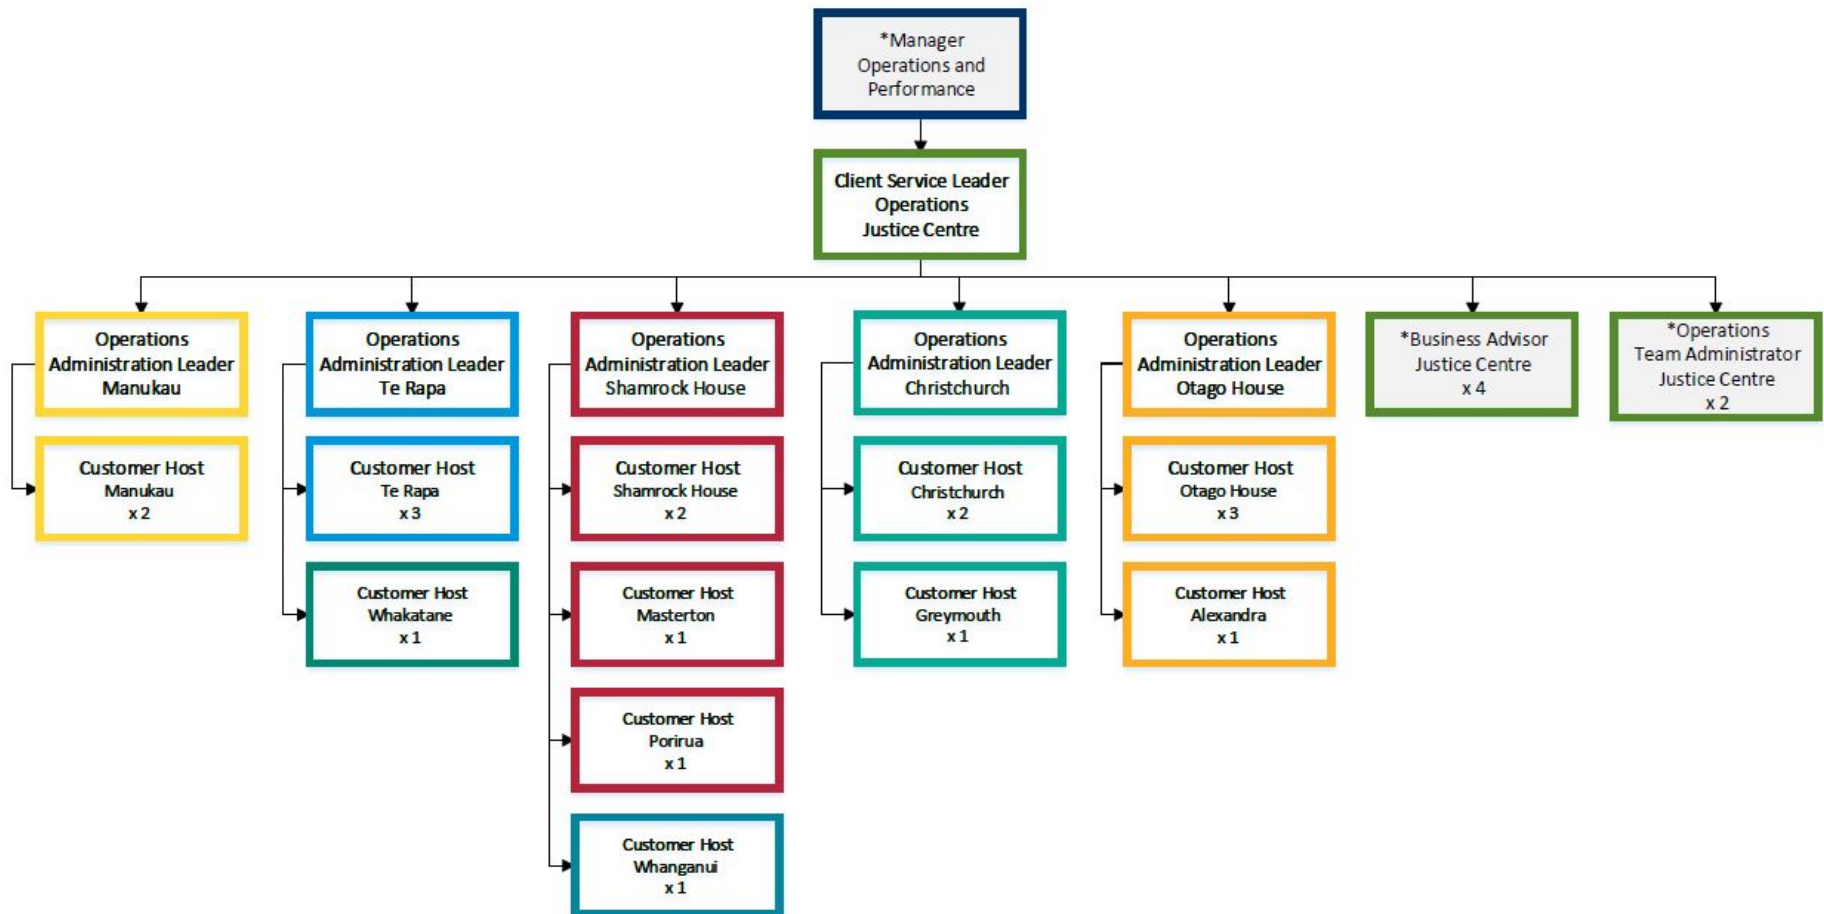 *Manager
Operations and
Performance
Client Service Leader
Operations
Justice Centre
Operations
Administration Leader
Manukau
Operations
Administration Leader
Te Rapa
Operations
Administration Leader
Shamrock House
Operations
Administration Leader
Christchurch
Operations
Administration Leader
Otago House
*Business Advisor
Justice Centre
x 4
*Operations
Team Administrator
Justice Centre
x 2
Customer Host
Manukau
x 2
Customer Host
Te Rapa
x 3
Customer Host
Shamrock House
x 2
Customer Host
Christchurch
x 2
Customer Host
Otago House
x 3
Customer Host
Whakatane
x 1
Customer Host
Masterton
x 1
Customer Host
Greymouth
x 1
Customer Host
Alexandra
x 1
Customer Host
Porirua
x 1
Customer Host
Whanganui
x 1